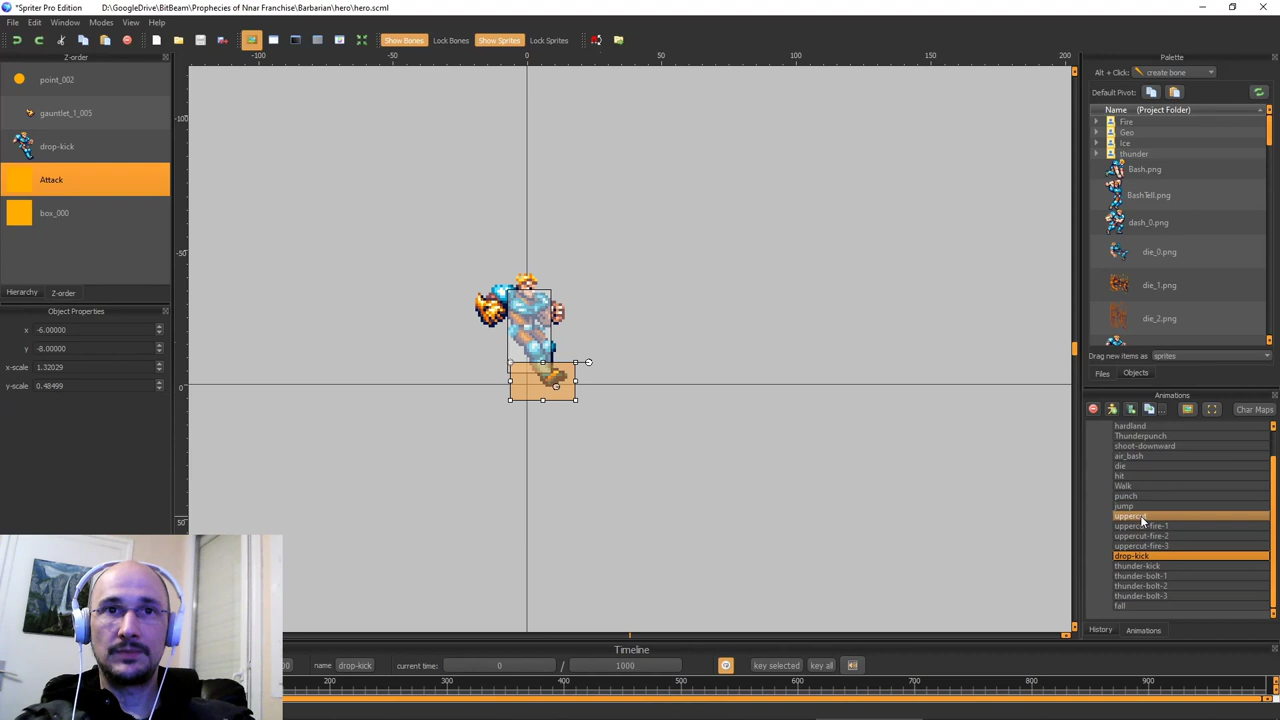 *Spriter Pro Edition D:\GoogleDrive\BitBeam\Prophecies of Nnar Franchise\Barbarian\hero\hero.scml
File Edit Window Modes View Help
Show Bones Lock Bones Show Sprites Lock Sprites
Z-order
point_002
gauntlet_1_005
drop-kick
Attack
box_000
Hierarchy Z-order
Object Properties
x -6.00000
y -8.00000
x-scale 1.32029
y-scale 0.48499
-100 -50 0 50 100 150 200
-100
-50
0
50
Palette
Alt + Click: create bone
Default Pivot:
Name (Project Folder)
Fire
Geo
Ice
thunder
Bash.png
BashTell.png
dash_0.png
die_0.png
die_1.png
die_2.png
Drag new items as sprites
Files Objects
Animations
... Char Maps
hardland
Thunderpunch
shoot-downward
air_bash
die
hit
Walk
punch
jump
uppercut
uppercut-fire-1
uppercut-fire-2
uppercut-fire-3
drop-kick
thunder-kick
thunder-bolt-1
thunder-bolt-2
thunder-bolt-3
fall
History Animations
Timeline
name drop-kick current time: 0 / 1000 key selected key all
300 400 500 600 700 800 900